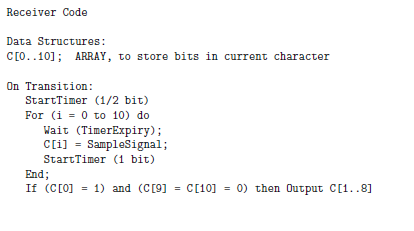 Receiver Code
Data Structures:
C[0..10]; ARRAY, to store bits in current character
On Transition:
StartTimer (1/2 bit)
For (i = 0 to 10) do
Wait (TimerExpiry);
C[i] = SampleSignal;
StartTimer (1 bit)
End;
If (C[0] = 1) and (C[9] = C[10] = 0) then Output C[1..8]